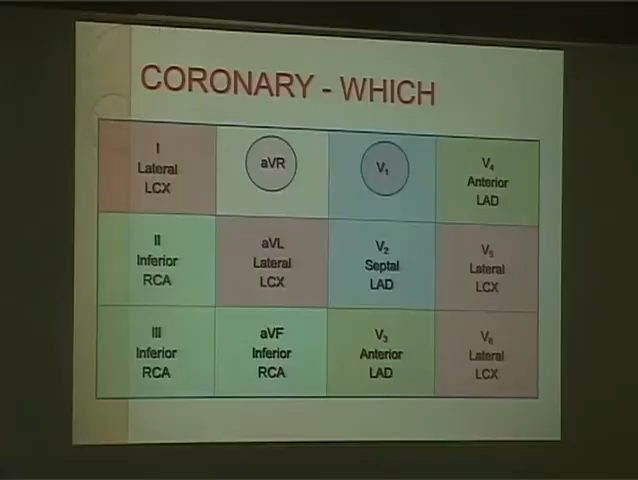 CORONARY - WHICH
I
Lateral
LCX
aVR
V₁
V₄
Anterior
LAD
II
Inferior
RCA
aVL
Lateral
LCX
V₂
Septal
LAD
V₅
Lateral
LCX
III
Inferior
RCA
aVF
Inferior
RCA
V₃
Anterior
LAD
V₆
Lateral
LCX